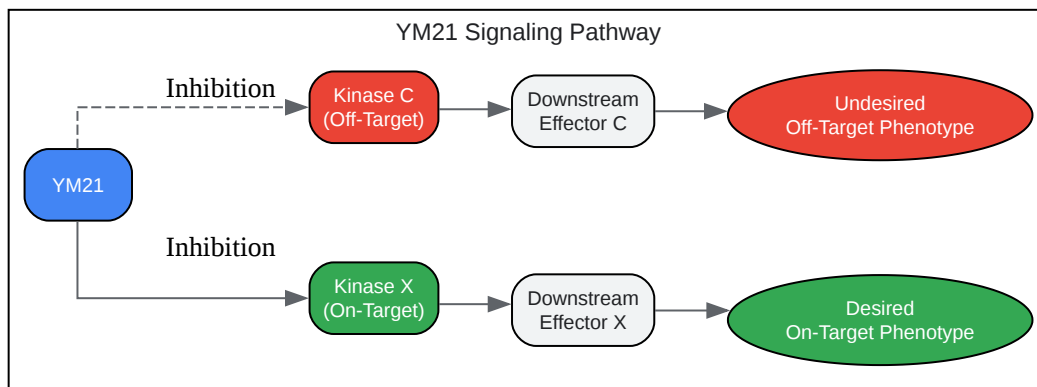 YM21 Signaling Pathway
Inhibition
Kinase C
(Off-Target)
Downstream
Effector C
Undesired
Off-Target Phenotype
YM21
Inhibition
Kinase X
(On-Target)
Downstream
Effector X
Desired
On-Target Phenotype